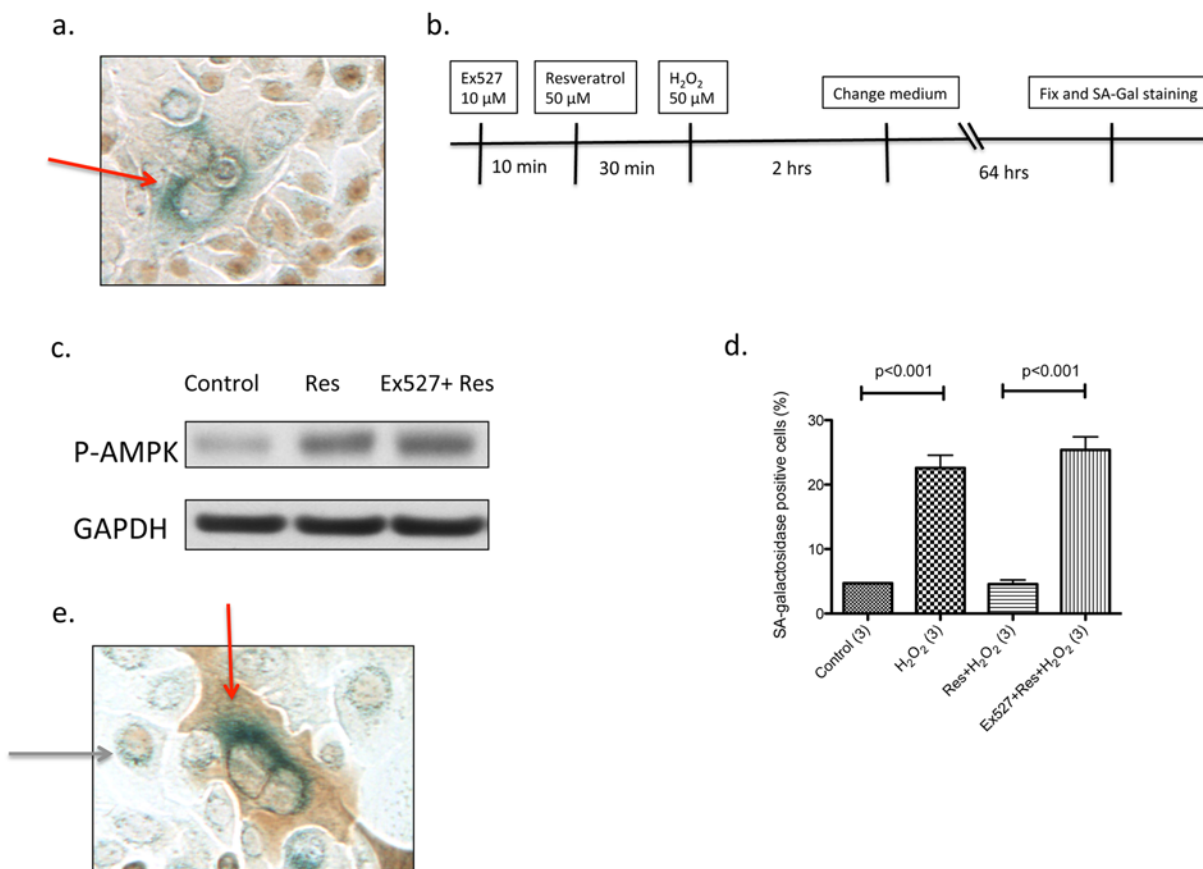 a.
b.
Ex527
10 µM
Resveratrol
50 µM
H₂O₂
50 µM
Change medium
Fix and SA-Gal staining
10 min
30 min
2 hrs
64 hrs
c.
Control Res Ex527+ Res
P-AMPK
GAPDH
d.
p<0.001 p<0.001
SA-galactosidase positive cells (%)
30
20
10
0
Control (3)
H₂O₂ (3)
Res+H₂O₂ (3)
Ex527+Res+H₂O₂ (3)
e.